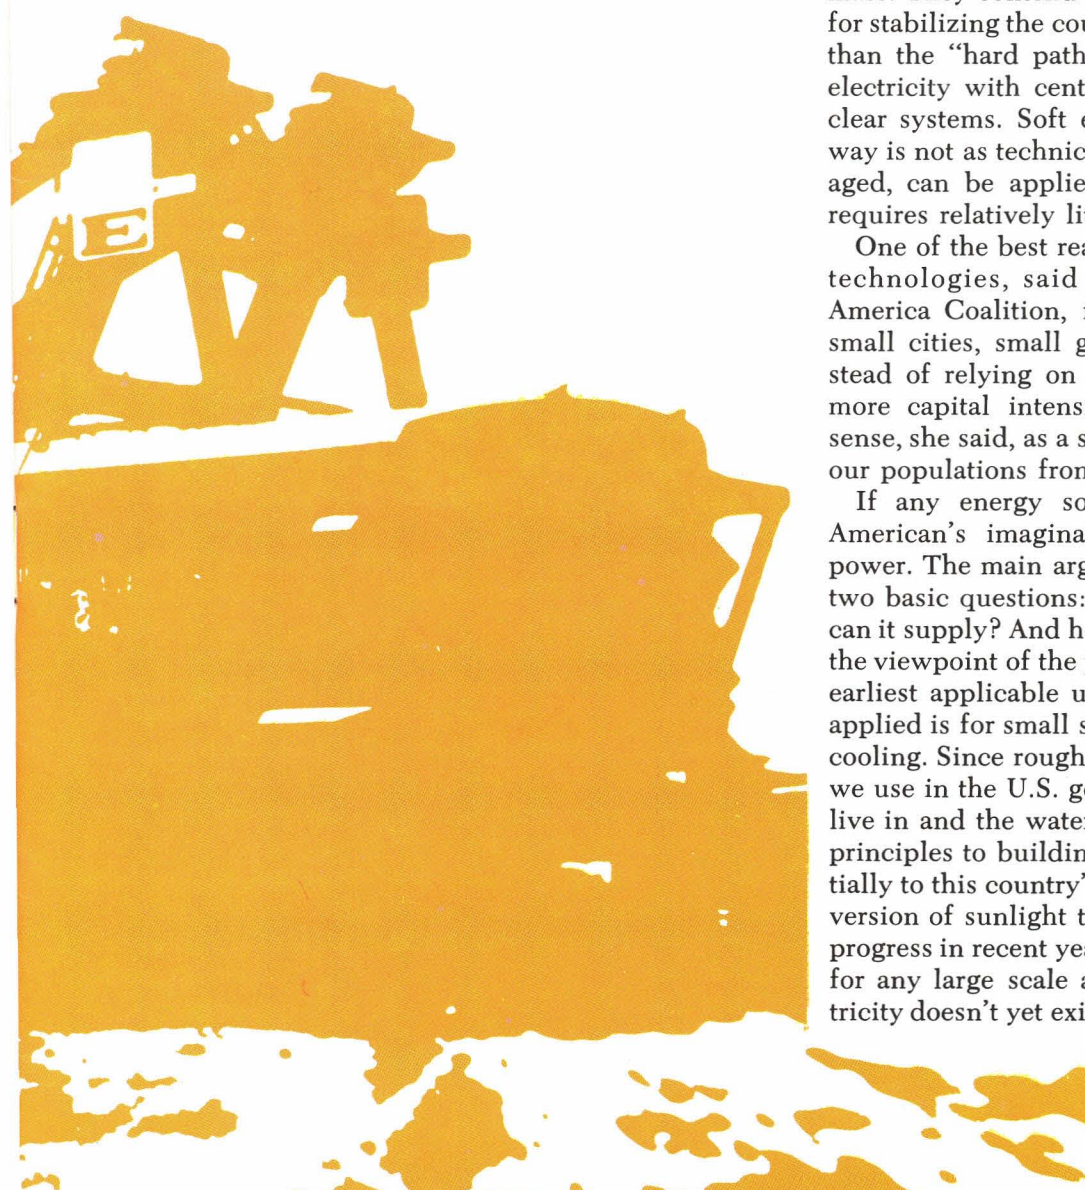 E
for stabilizing the cou
than the “hard path
electricity with cent
clear systems. Soft e
way is not as technic
aged, can be applie
requires relatively li
One of the best rea
technologies, said
America Coalition,
small cities, small g
stead of relying on
more capital intens
sense, she said, as a s
our populations from
If any energy so
American's imagina
power. The main arg
two basic questions:
can it supply? And h
the viewpoint of the
earliest applicable u
applied is for small s
cooling. Since rough
we use in the U.S. g
live in and the water
principles to buildin
tially to this country'
version of sunlight t
progress in recent yea
for any large scale a
tricity doesn't yet exi